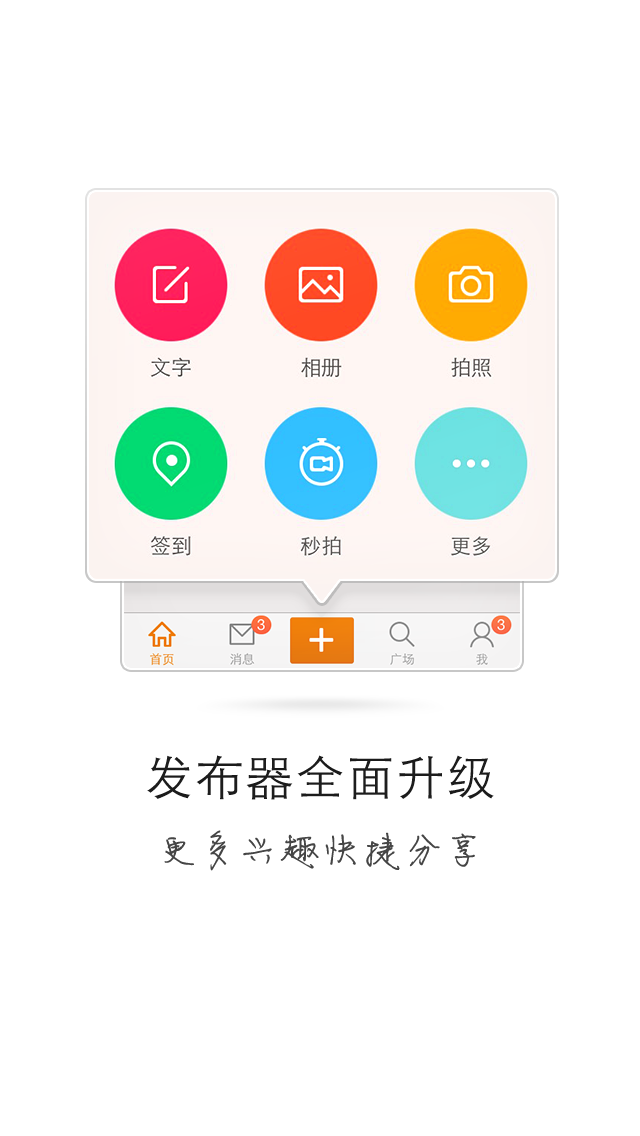 文字 相册 拍照
签到 秒拍 更多
3 3
首页 消息 广场 我
发布器全面升级
更多兴趣快捷分享